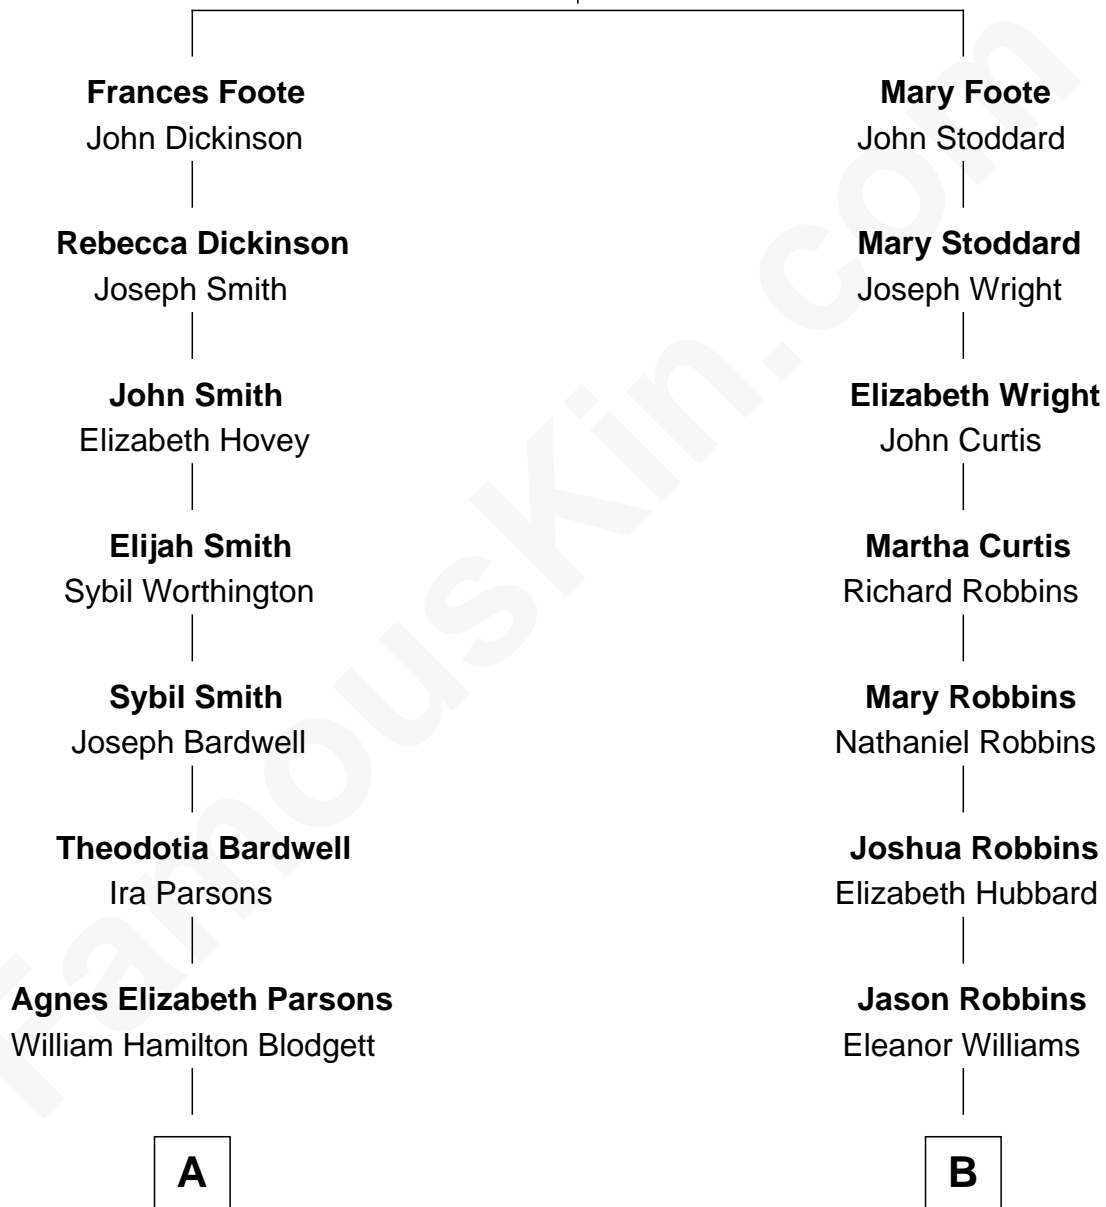 Frances Foote
John Dickinson
Mary Foote
John Stoddard
Rebecca Dickinson
Joseph Smith
Mary Stoddard
Joseph Wright
John Smith
Elizabeth Hovey
Elizabeth Wright
John Curtis
Elijah Smith
Sybil Worthington
Martha Curtis
Richard Robbins
Sybil Smith
Joseph Bardwell
Mary Robbins
Nathaniel Robbins
Theodotia Bardwell
Ira Parsons
Joshua Robbins
Elizabeth Hubbard
Agnes Elizabeth Parsons
William Hamilton Blodgett
Jason Robbins
Eleanor Williams
A
B
FamousKin.com